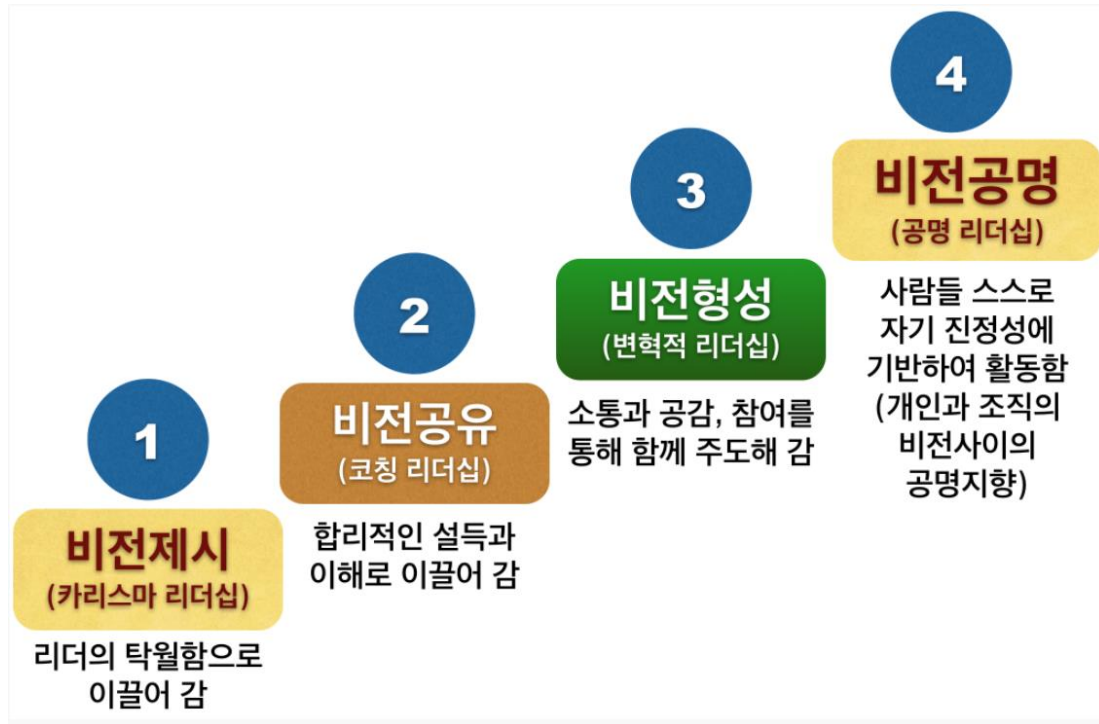 1
비전제시
(카리스마 리더십)
리더의 탁월함으로
이끌어 감
2
비전공유
(코칭 리더십)
합리적인 설득과
이해로 이끌어 감
3
비전형성
(변혁적 리더십)
소통과 공감, 참여를
통해 함께 주도해 감
4
비전공명
(공명 리더십)
사람들 스스로
자기 진정성에
기반하여 활동함
(개인과 조직의
비전사이의
공명지향)